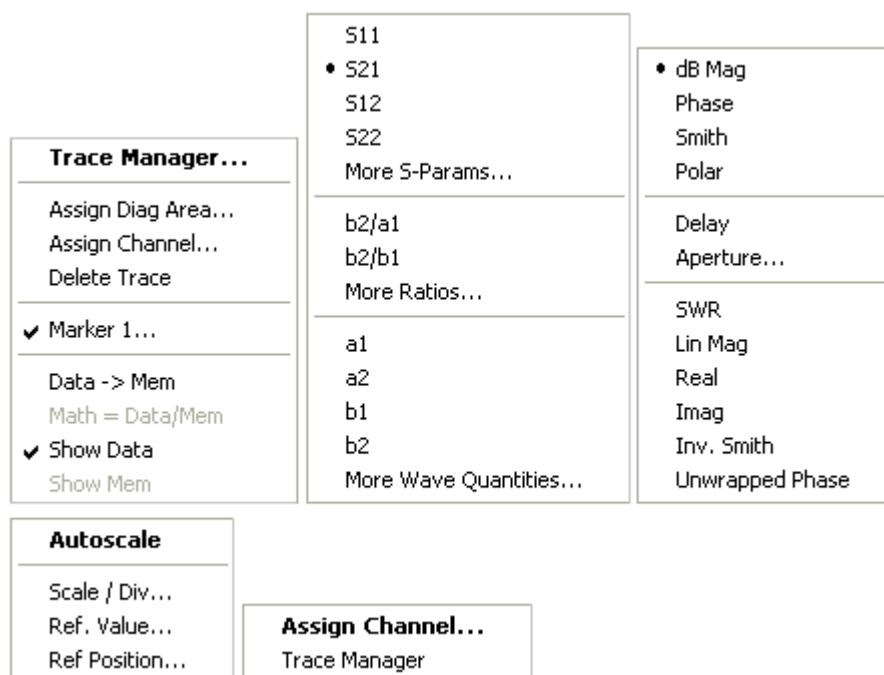 Trace Manager...
Assign Diag Area...
Assign Channel...
Delete Trace
Marker 1...
Data -> Mem
Math = Data/Mem
Show Data
Show Mem
S11
S21
S12
S22
More S-Params...
b2/a1
b2/b1
More Ratios...
a1
a2
b1
b2
More Wave Quantities...
dB Mag
Phase
Smith
Polar
Delay
Aperture...
SWR
Lin Mag
Real
Imag
Inv. Smith
Unwrapped Phase
Autoscale
Scale / Div...
Ref. Value...
Ref Position...
Assign Channel...
Trace Manager